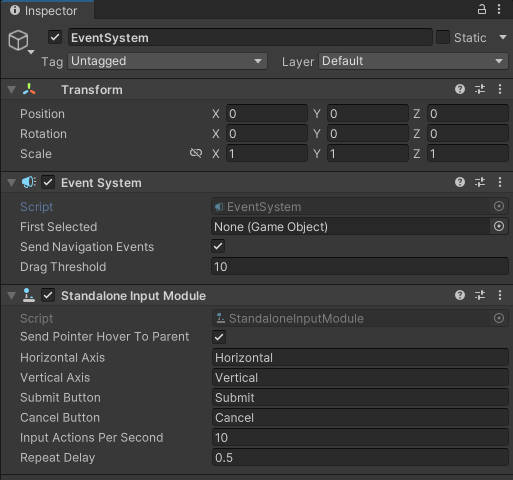 Inspector
EventSystem Static
Tag Untagged Layer Default
Transform
Position X 0 Y 0 Z 0
Rotation X 0 Y 0 Z 0
Scale X 1 Y 1 Z 1
Event System
Script EventSystem
First Selected None (Game Object)
Send Navigation Events
Drag Threshold 10
Standalone Input Module
Script StandaloneInputModule
Send Pointer Hover To Parent
Horizontal Axis Horizontal
Vertical Axis Vertical
Submit Button Submit
Cancel Button Cancel
Input Actions Per Second 10
Repeat Delay 0.5